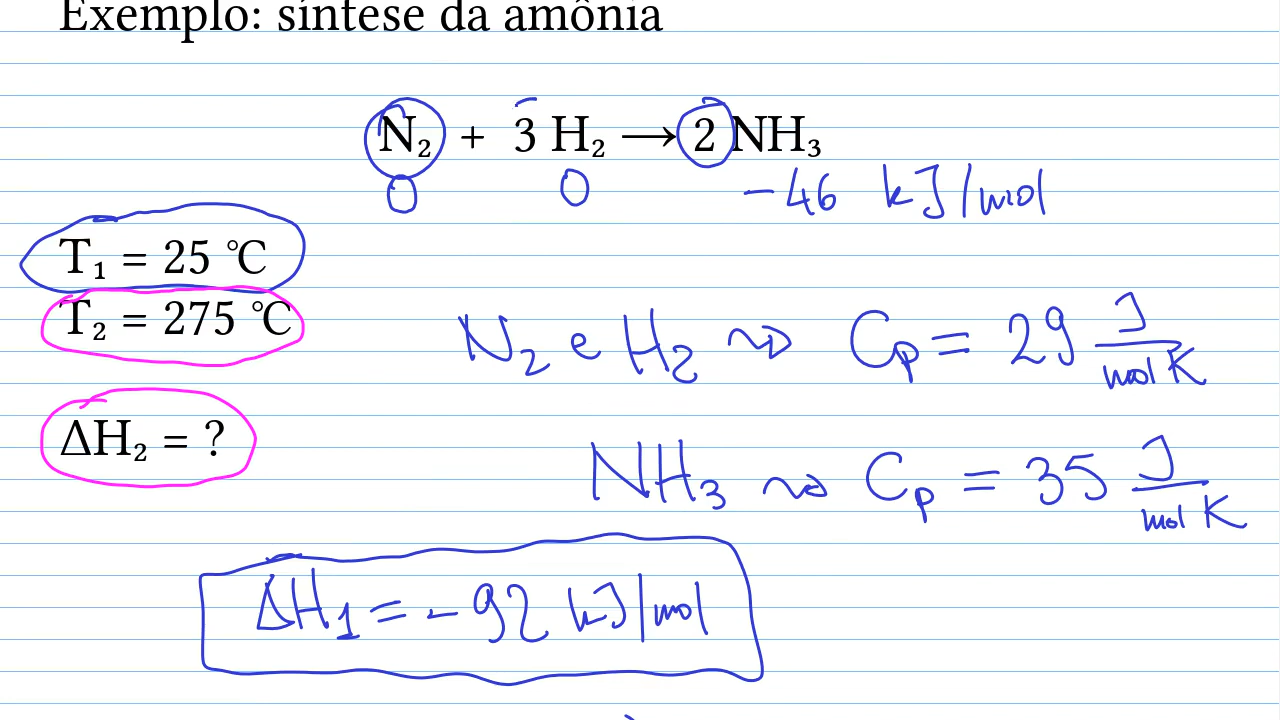 Exemplo: síntese da amônia
N₂ + 3 H₂ → 2 NH₃
0 0 -46 kJ/mol
T₁ = 25 °C
T₂ = 275 °C
N₂ e H₂ ⇝ Cp = 29 J/mol K
ΔH₂ = ?
NH₃ ⇝ Cp = 35 J/mol K
ΔH₁ = -92 kJ/mol